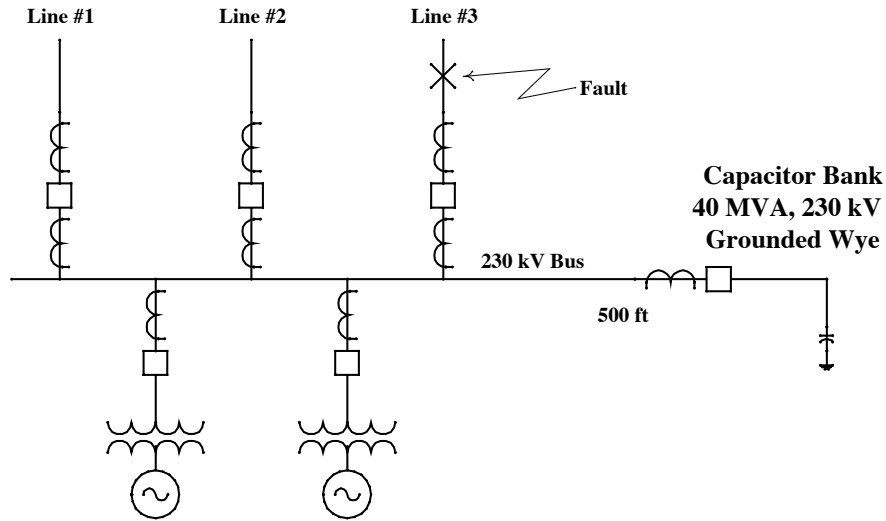 Line #1
Line #2
Line #3
Fault
Capacitor Bank
40 MVA, 230 kV
Grounded Wye
230 kV Bus
500 ft